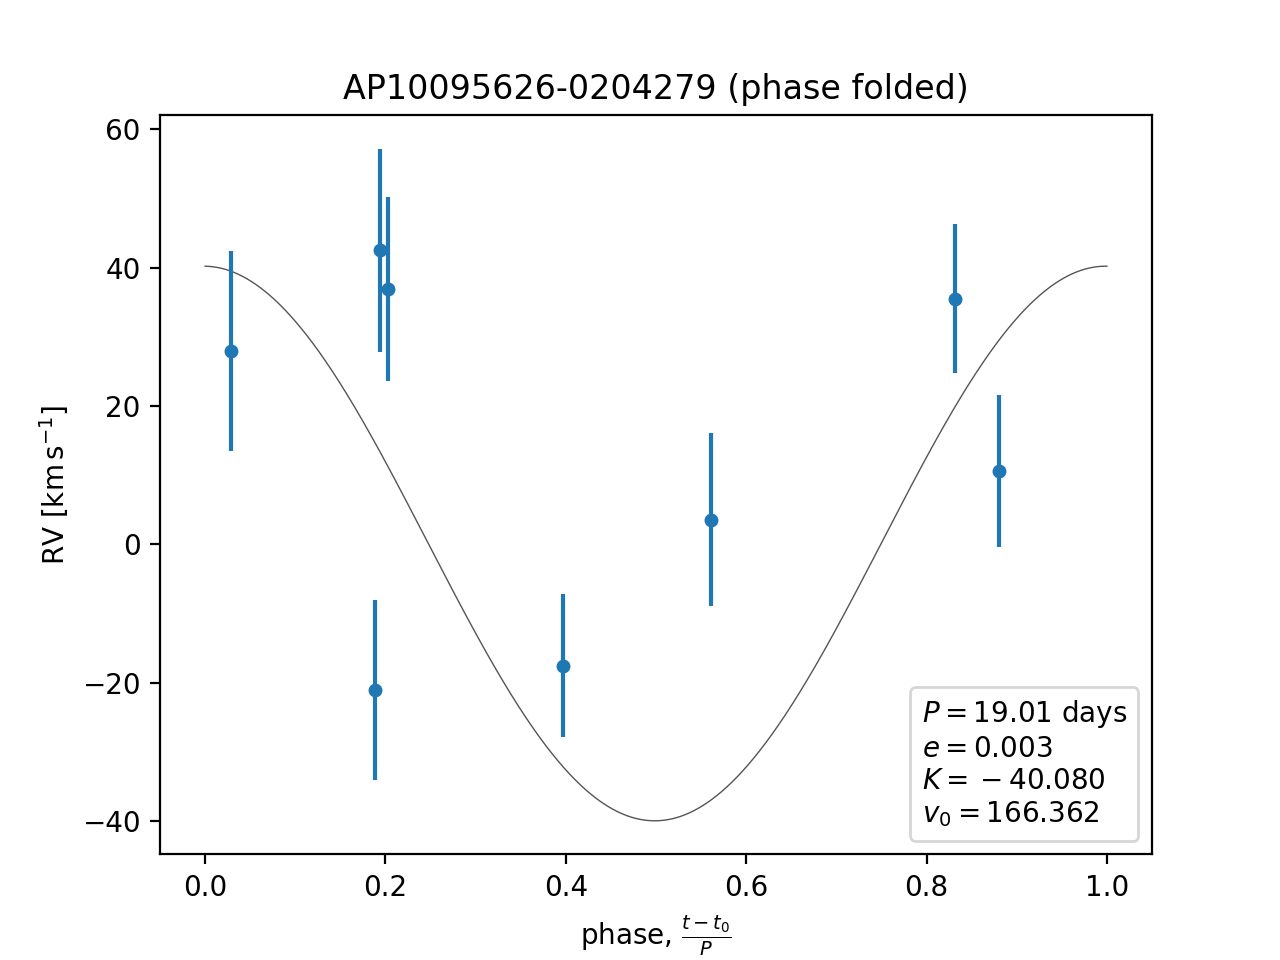 AP10095626-0204279 (phase folded)
60
40
20
0
−20
−40
RV [km s⁻¹]
P = 19.01 days
e = 0.003
K = −40.080
v₀ = 166.362
0.0 0.2 0.4 0.6 0.8 1.0
phase, (t − t₀)/P